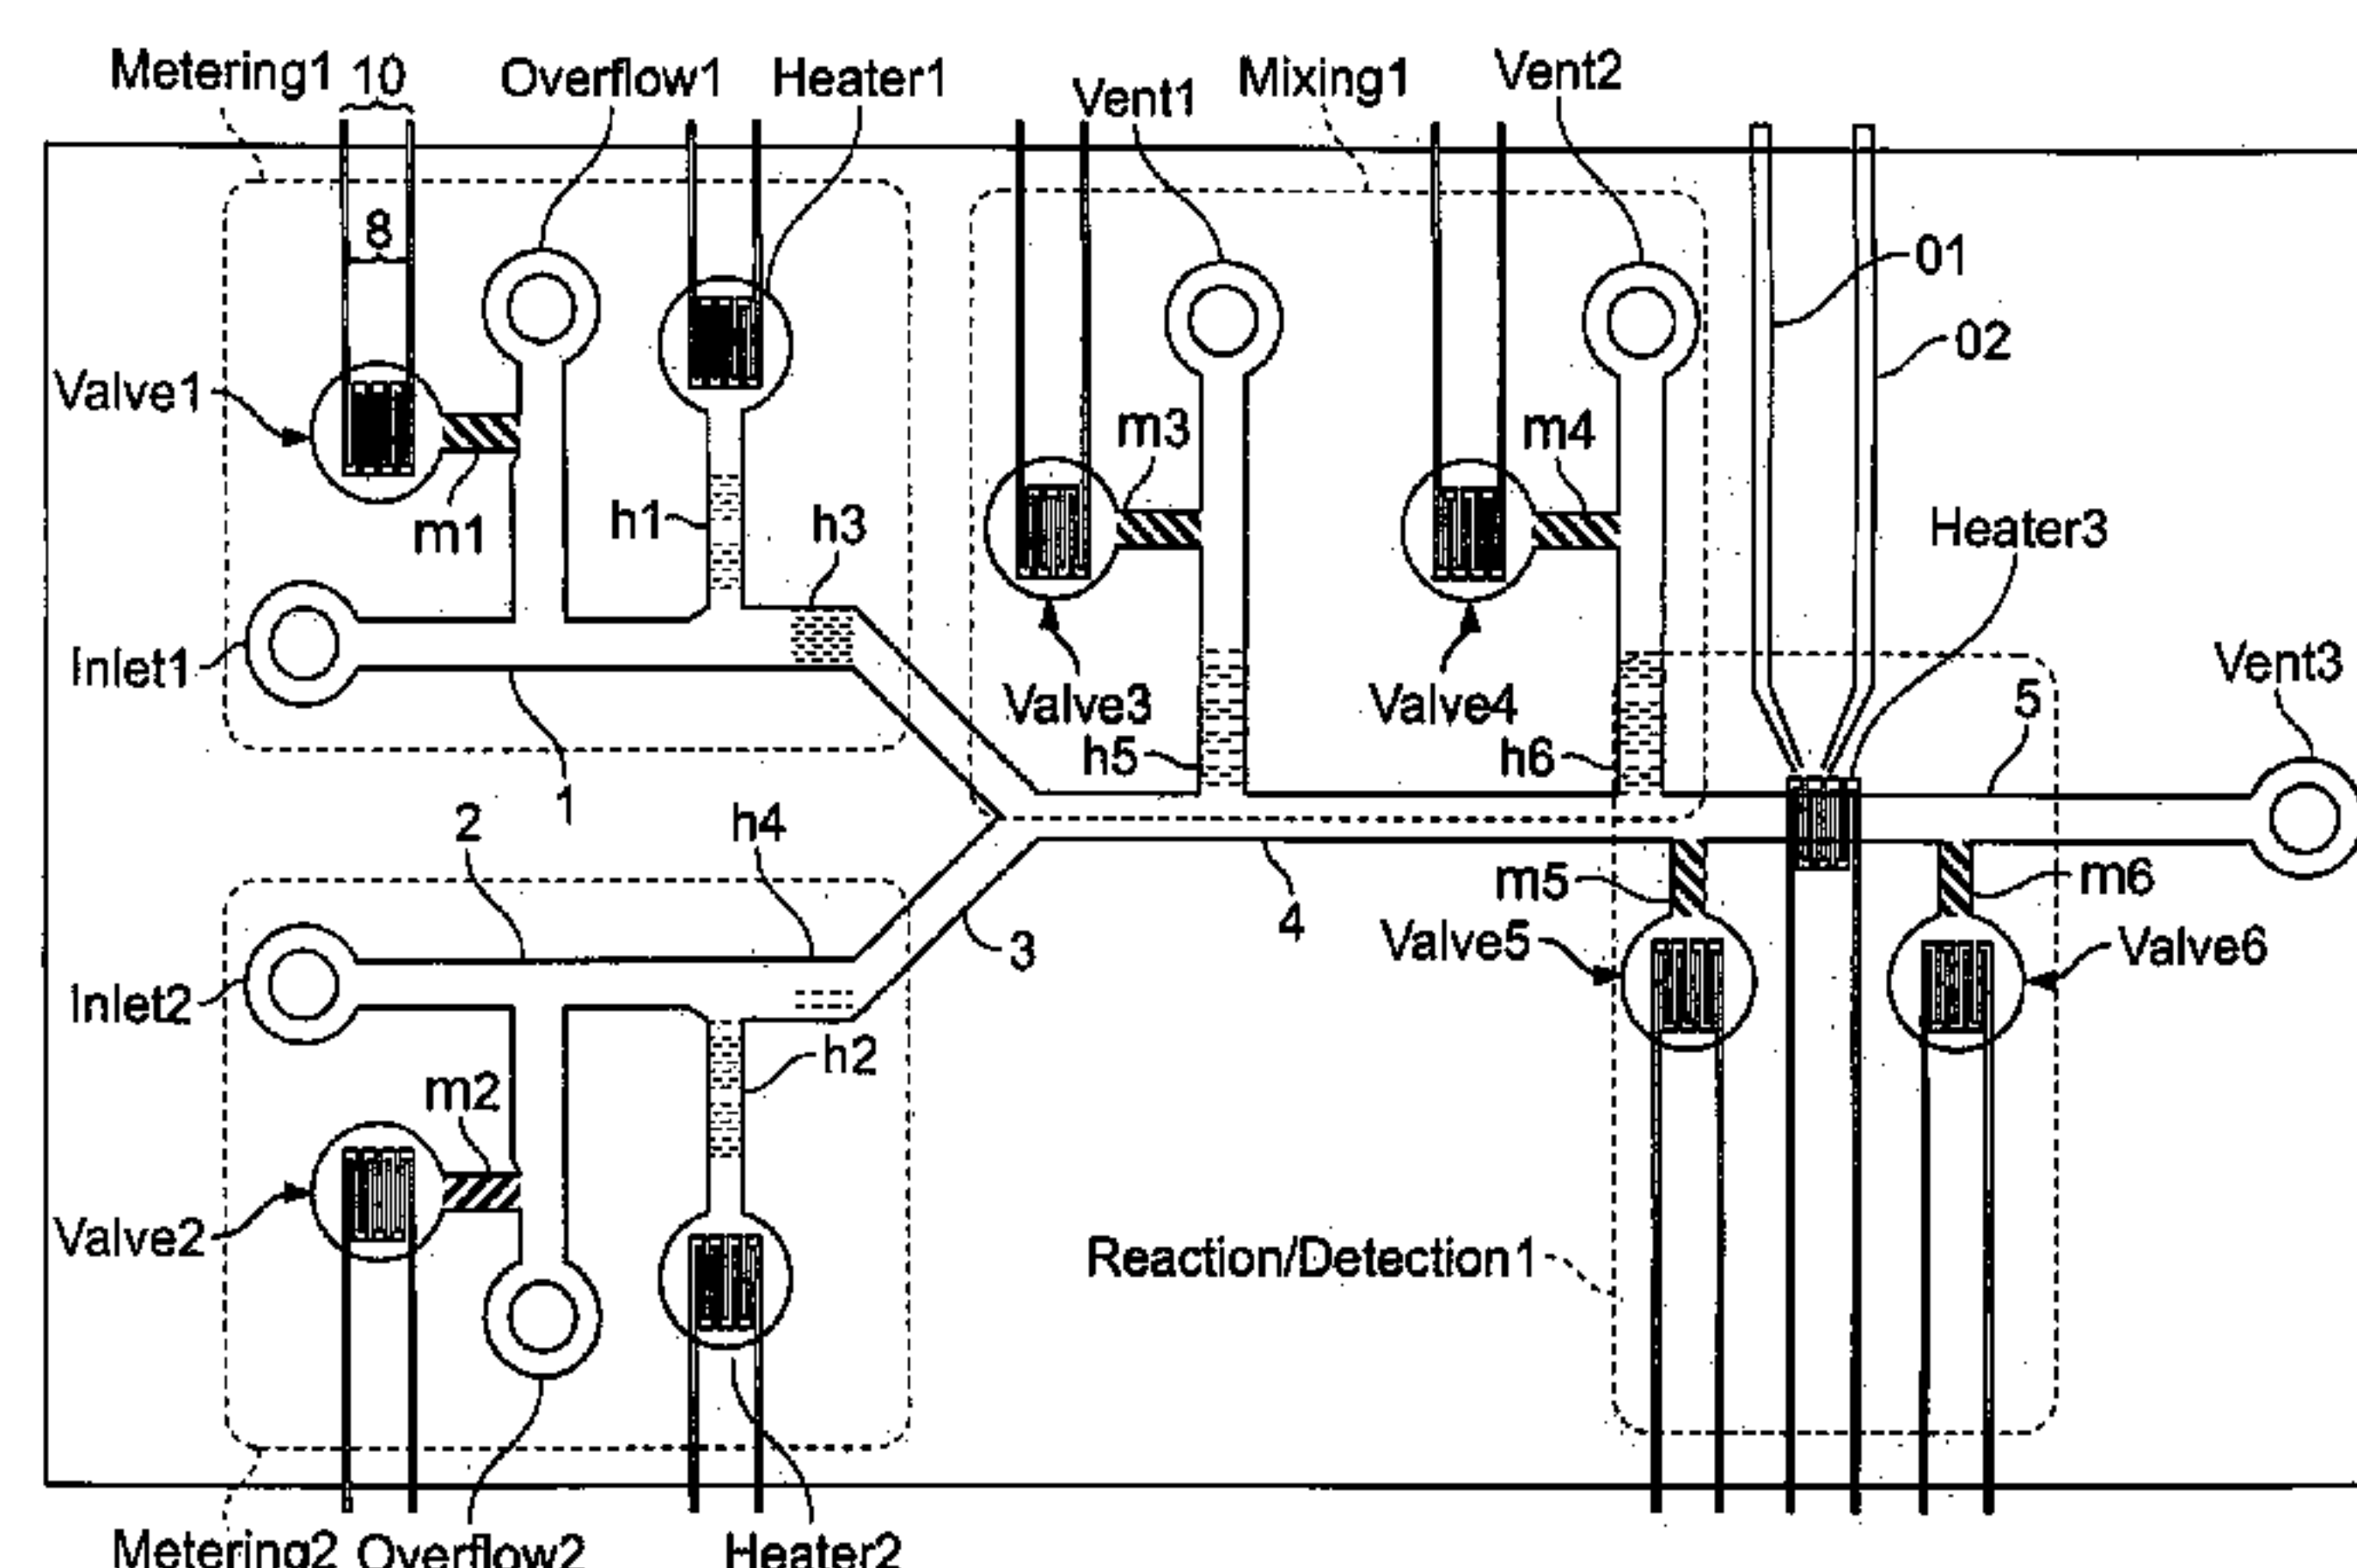 Metering1
10
Overflow1
Heater1
Vent1
Mixing1
Vent2
8
01
02
Valve1
m1
h1
h3
m3
m4
Heater3
Inlet1
1
Valve3
Valve4
h5
h6
5
Vent3
2
h4
m5
m6
4
3
Valve5
Valve6
Inlet2
h2
m2
Valve2
Reaction/Detection1
Metering2
Overflow2
Heater2